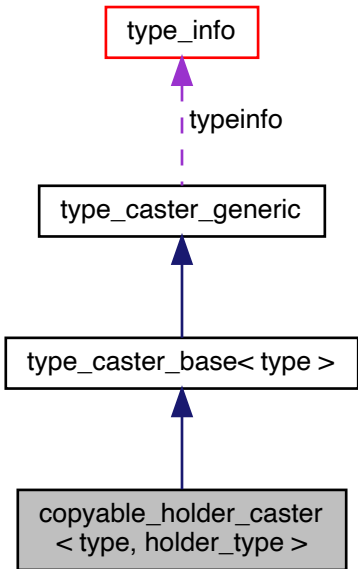 type_info
typeinfo
type_caster_generic
type_caster_base< type >
copyable_holder_caster
< type, holder_type >